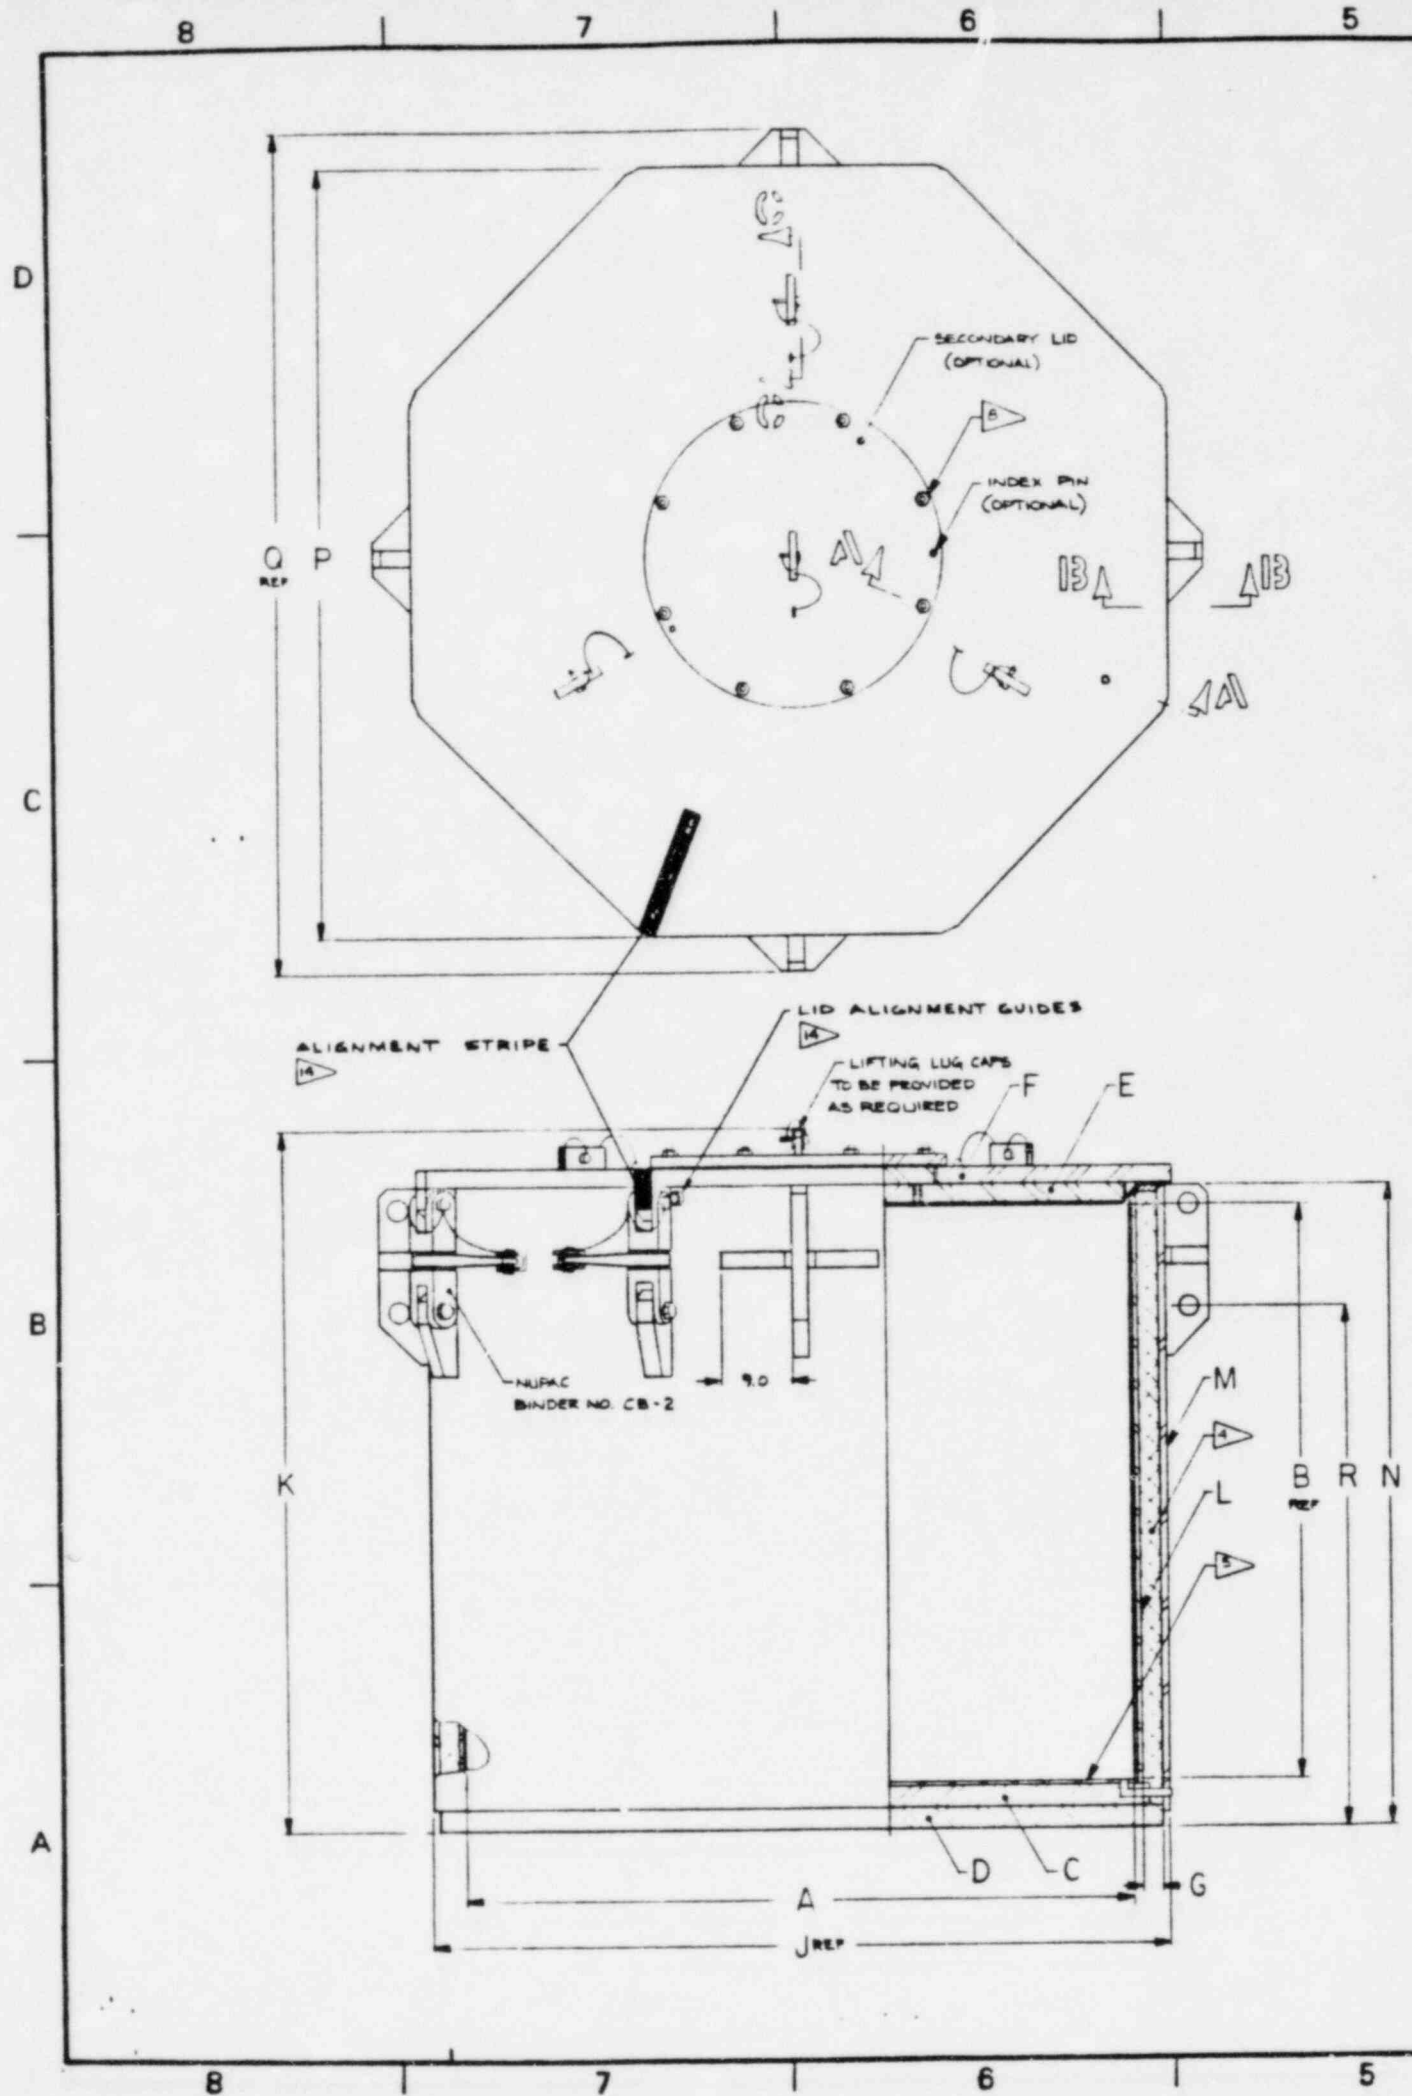 8 7 6 5
D
C
B
A
SECONDARY LID
(OPTIONAL)
8
INDEX PIN
(OPTIONAL)
C
C
A
A
B B
Q
REF
P
ALIGNMENT STRIPE
14
LID ALIGNMENT GUIDES
14
LIFTING LUG CAPS
TO BE PROVIDED
AS REQUIRED
F
E
NUPAC
BINDER NO. CB-2
9.0
K
M
4
L
5
B
REF
R
N
D
C
A
G
J REF
8 7 6 5